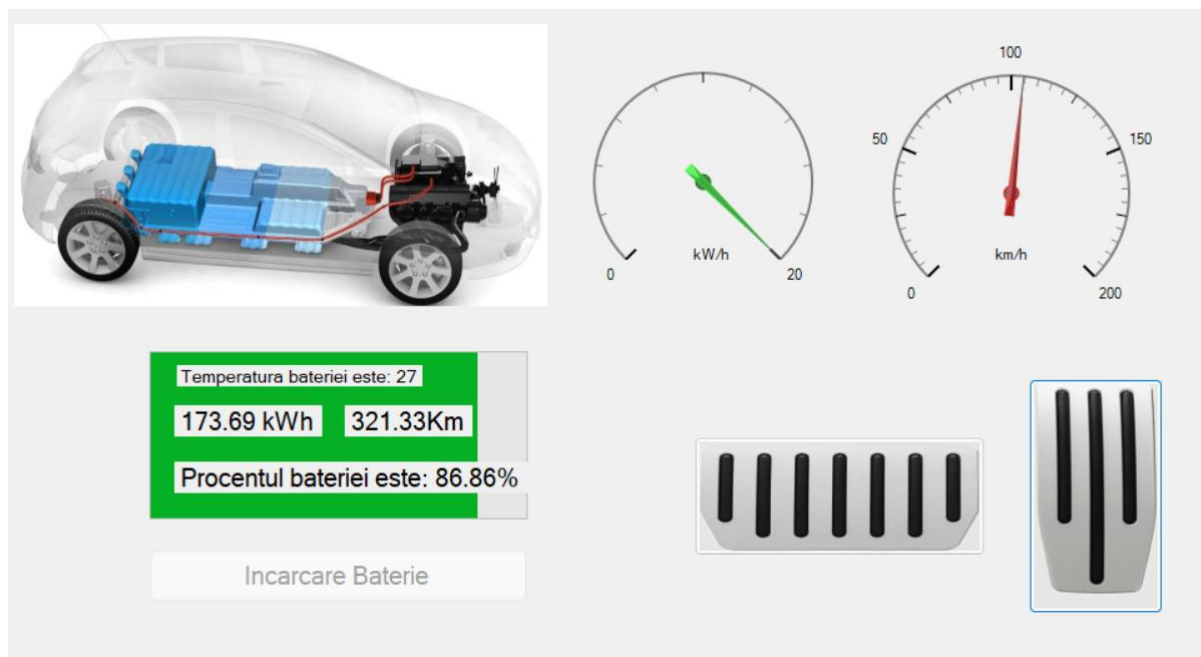 100
50
150
kW/h
km/h
0
20
0
200
Temperatura bateriei este: 27
173.69 kWh 321.33Km
Procentul bateriei este: 86.86%
Incarcare Baterie